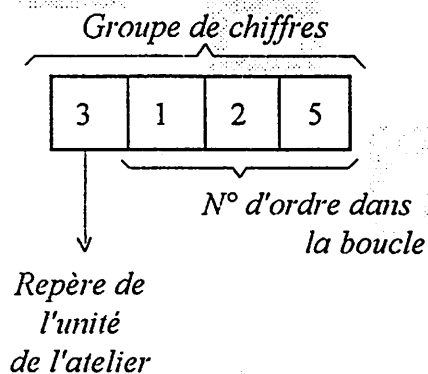 Groupe de chiffres
3 1 2 5
N° d'ordre dans
la boucle
Repère de
l'unité
de l'atelier